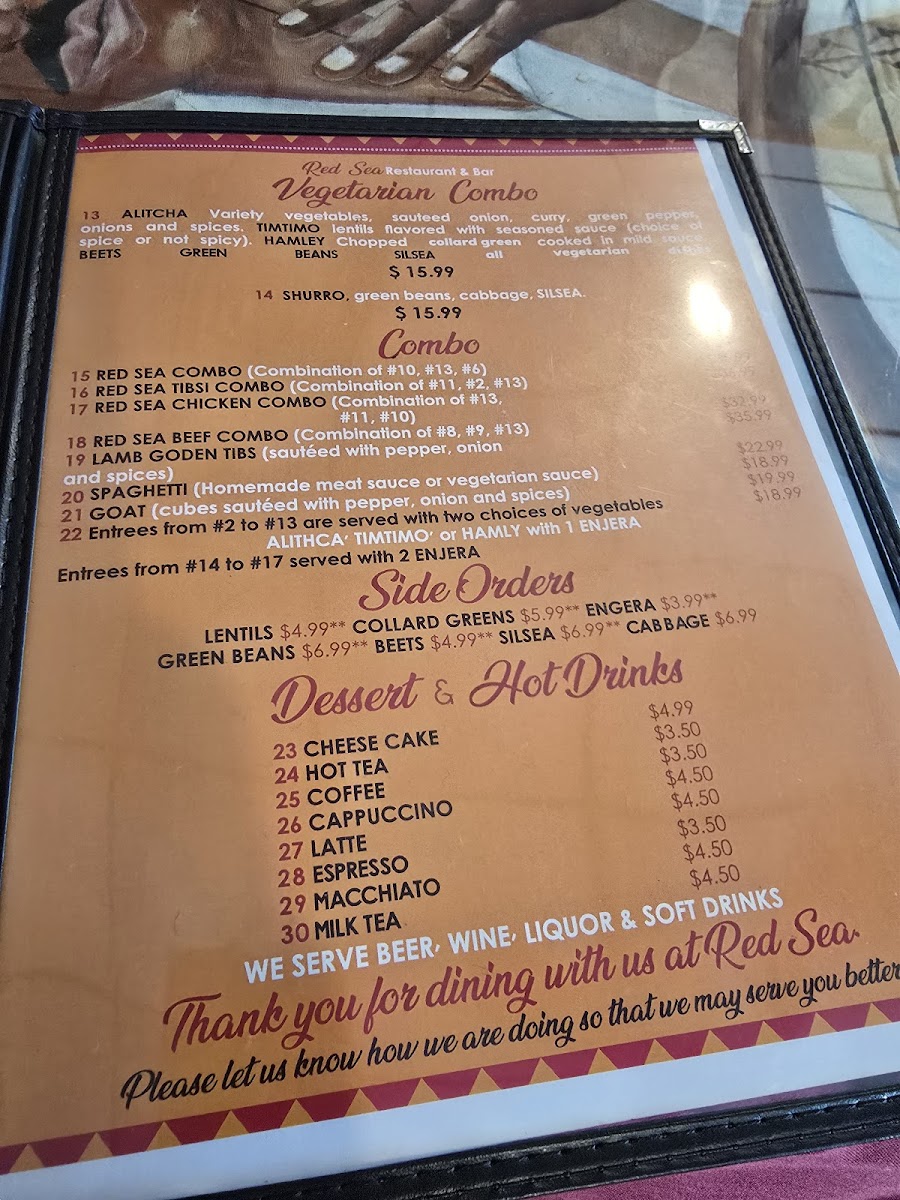 Red Sea Restaurant & Bar
Vegetarian Combo
13 ALITCHA Variety vegetables, sauteed onion, curry, green pepper,
onions and spices. TIMTIMO lentils flavored with seasoned sauce (choice of
spice or not spicy). HAMLEY Chopped collard green cooked in mild sauce
BEETS GREEN BEANS SILSEA all vegetarian dishes
$ 15.99
14 SHURRO, green beans, cabbage, SILSEA.
$ 15.99
Combo
15 RED SEA COMBO (Combination of #10, #13, #6)
16 RED SEA TIBSI COMBO (Combination of #11, #2, #13)
17 RED SEA CHICKEN COMBO (Combination of #13,
#11, #10)
$32.99
18 RED SEA BEEF COMBO (Combination of #8, #9, #13)
$35.99
19 LAMB GODEN TIBS (sautéed with pepper, onion
and spices)
$22.99
20 SPAGHETTI (Homemade meat sauce or vegetarian sauce)
$18.99
21 GOAT (cubes sautéed with pepper, onion and spices)
$19.99
22 Entrees from #2 to #13 are served with two choices of vegetables
$18.99
ALITHCA' TIMTIMO' or HAMLY with 1 ENJERA
Entrees from #14 to #17 served with 2 ENJERA
Side Orders
LENTILS $4.99** COLLARD GREENS $5.99** ENGERA $3.99**
GREEN BEANS $6.99** BEETS $4.99** SILSEA $6.99** CABBAGE $6.99
Dessert & Hot Drinks
23 CHEESE CAKE $4.99
24 HOT TEA $3.50
25 COFFEE $3.50
26 CAPPUCCINO $4.50
27 LATTE $4.50
28 ESPRESSO $3.50
29 MACCHIATO $4.50
30 MILK TEA $4.50
WE SERVE BEER, WINE, LIQUOR & SOFT DRINKS
Thank you for dining with us at Red Sea.
Please let us know how we are doing so that we may serve you better